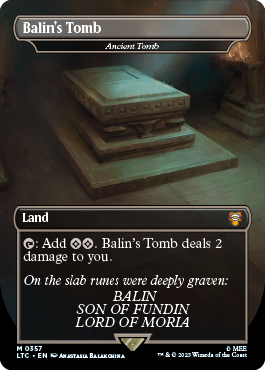 Balin's Tomb
Ancient Tomb
Land
: Add . Balin's Tomb deals 2
damage to you.
On the slab runes were deeply graven:
BALIN
SON OF FUNDIN
LORD OF MORIA
M 0357
LTC • EN Anastasia Balakchina
© MEE
™ & © 2023 Wizards of the Coast